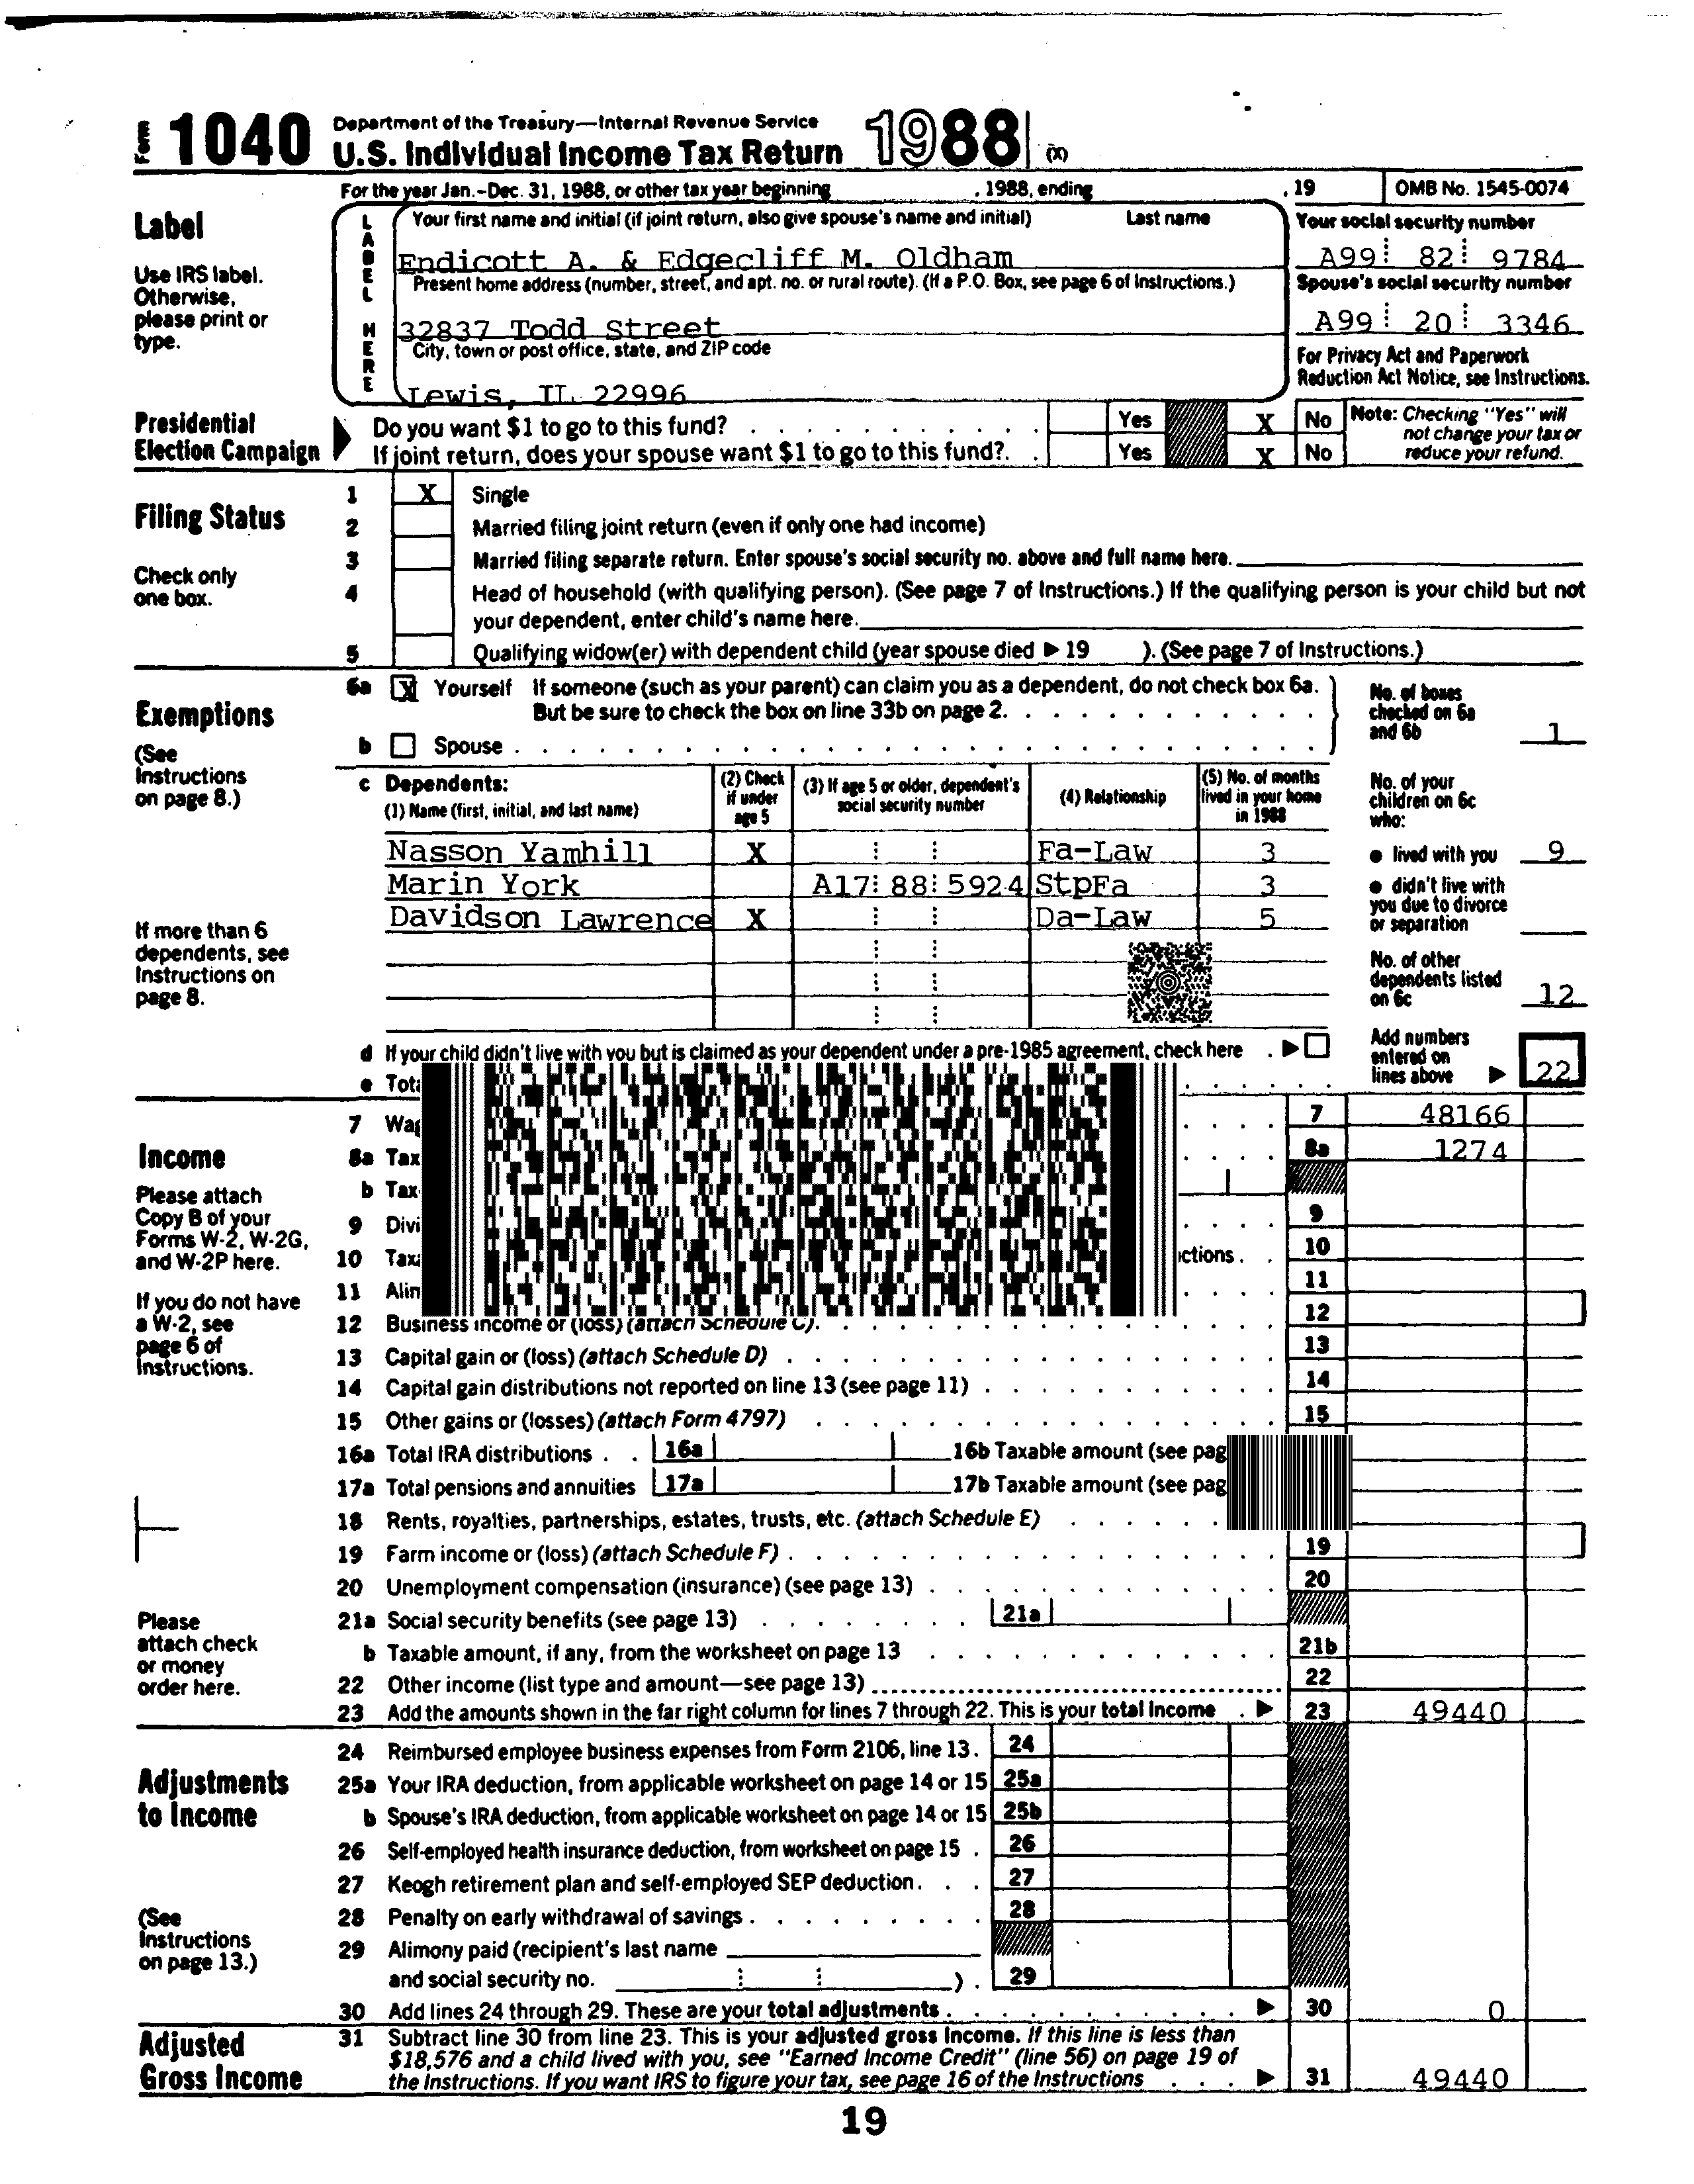 Form 1040 Department of the Treasury—Internal Revenue Service
U.S. Individual Income Tax Return 1988 (X)
For the year Jan.-Dec. 31, 1988, or other tax year beginning , 1988, ending , 19 OMB No. 1545-0074
Label
Use IRS label.
Otherwise,
please print or
type.
LABEL HERE
Your first name and initial (if joint return, also give spouse's name and initial) Last name
Endicott A. & Edgecliff M. Oldham
Present home address (number, street, and apt. no. or rural route). (If a P.O. Box, see page 6 of Instructions.)
32837 Todd Street
City, town or post office, state, and ZIP code
Lewis, IL 22996
Your social security number
A99 82 9784
Spouse's social security number
A99 20 3346
For Privacy Act and Paperwork
Reduction Act Notice, see Instructions.
Presidential
Election Campaign
Do you want $1 to go to this fund? Yes X No
If joint return, does your spouse want $1 to go to this fund? Yes X No
Note: Checking "Yes" will
not change your tax or
reduce your refund.
Filing Status
Check only
one box.
1 X Single
2 Married filing joint return (even if only one had income)
3 Married filing separate return. Enter spouse's social security no. above and full name here.
4 Head of household (with qualifying person). (See page 7 of Instructions.) If the qualifying person is your child but not
your dependent, enter child's name here.
5 Qualifying widow(er) with dependent child (year spouse died ▶ 19 ). (See page 7 of Instructions.)
Exemptions
(See
Instructions
on page 8.)
If more than 6
dependents, see
Instructions on
page 8.
6a X Yourself If someone (such as your parent) can claim you as a dependent, do not check box 6a.
But be sure to check the box on line 33b on page 2.
b Spouse
No. of boxes
checked on 6a
and 6b 1
c Dependents:
(1) Name (first, initial, and last name)
(2) Check
if under
age 5
(3) If age 5 or older, dependent's
social security number
(4) Relationship
(5) No. of months
lived in your home
in 1988
Nasson Yamhill X Fa-Law 3
Marin York A17 88 5924 StpFa 3
Davidson Lawrence X Da-Law 5
No. of your
children on 6c
who:
● lived with you 9
● didn't live with
you due to divorce
or separation
No. of other
dependents listed
on 6c 12
d If your child didn't live with you but is claimed as your dependent under a pre-1985 agreement, check here . ▶
e
Add numbers
entered on
lines above ▶ 22
Income
Please attach
Copy B of your
Forms W-2, W-2G,
and W-2P here.
If you do not have
a W-2, see
page 6 of
Instructions.
Please
attach check
or money
order here.
7 7 48166
8a Tax 8a 1274
b Tax
9 Divi 9
10 10
ctions.
11 11
12 Business income or (loss) (attach Schedule C). 12
13 Capital gain or (loss) (attach Schedule D) 13
14 Capital gain distributions not reported on line 13 (see page 11) 14
15 Other gains or (losses) (attach Form 4797) 15
16a Total IRA distributions 16a 16b Taxable amount (see pag
17a Total pensions and annuities 17a 17b Taxable amount (see pag
18 Rents, royalties, partnerships, estates, trusts, etc. (attach Schedule E)
19 Farm income or (loss) (attach Schedule F) 19
20 Unemployment compensation (insurance) (see page 13) 20
21a Social security benefits (see page 13) 21a
b Taxable amount, if any, from the worksheet on page 13 21b
22 Other income (list type and amount—see page 13) 22
23 Add the amounts shown in the far right column for lines 7 through 22. This is your total income ▶ 23 49440
Adjustments
to Income
(See
Instructions
on page 13.)
24 Reimbursed employee business expenses from Form 2106, line 13. 24
25a Your IRA deduction, from applicable worksheet on page 14 or 15 25a
b Spouse's IRA deduction, from applicable worksheet on page 14 or 15 25b
26 Self-employed health insurance deduction, from worksheet on page 15 26
27 Keogh retirement plan and self-employed SEP deduction 27
28 Penalty on early withdrawal of savings 28
29 Alimony paid (recipient's last name
and social security no. ) 29
30 Add lines 24 through 29. These are your total adjustments ▶ 30 0
Adjusted
Gross Income
31 Subtract line 30 from line 23. This is your adjusted gross income. If this line is less than
$18,576 and a child lived with you, see "Earned Income Credit" (line 56) on page 19 of
the Instructions. If you want IRS to figure your tax, see page 16 of the Instructions ▶ 31 49440
19